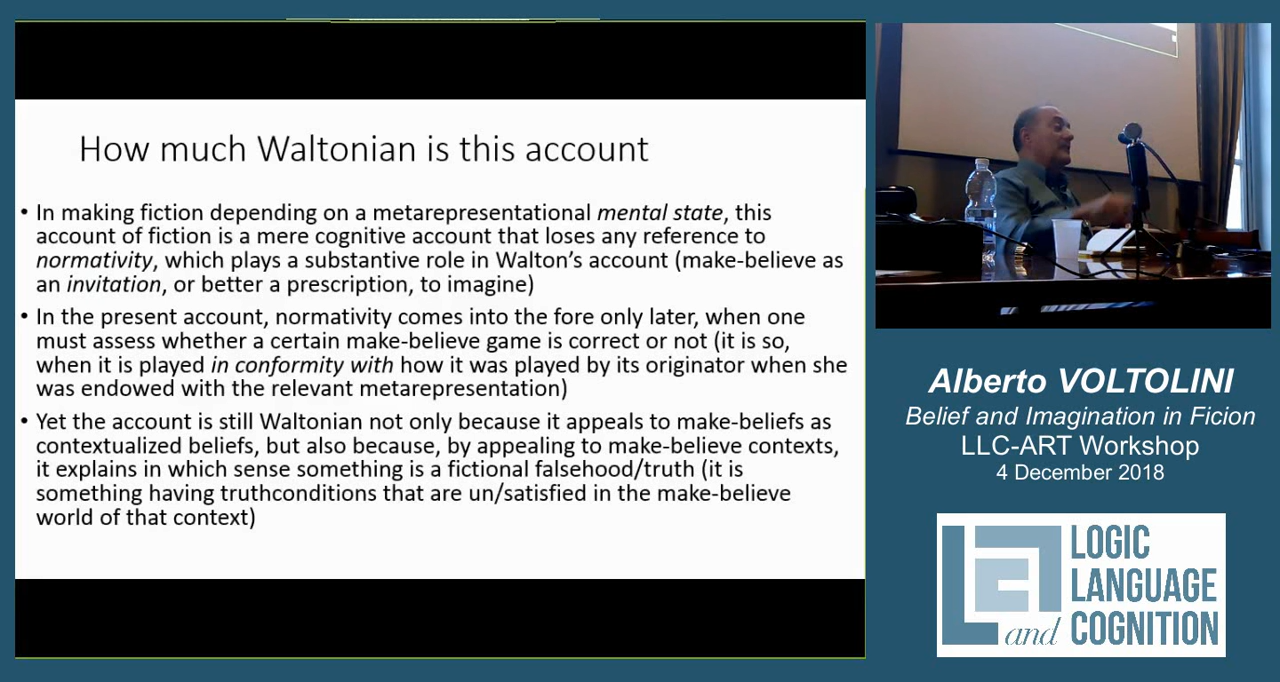 How much Waltonian is this account
• In making fiction depending on a metarepresentational mental state, this
account of fiction is a mere cognitive account that loses any reference to
normativity, which plays a substantive role in Walton's account (make-believe as
an invitation, or better a prescription, to imagine)
• In the present account, normativity comes into the fore only later, when one
must assess whether a certain make-believe game is correct or not (it is so,
when it is played in conformity with how it was played by its originator when she
was endowed with the relevant metarepresentation)
• Yet the account is still Waltonian not only because it appeals to make-beliefs as
contextualized beliefs, but also because, by appealing to make-believe contexts,
it explains in which sense something is a fictional falsehood/truth (it is
something having truthconditions that are un/satisfied in the make-believe
world of that context)
Alberto VOLTOLINI
Belief and Imagination in Ficion
LLC-ART Workshop
4 December 2018
LOGIC
LANGUAGE
and COGNITION